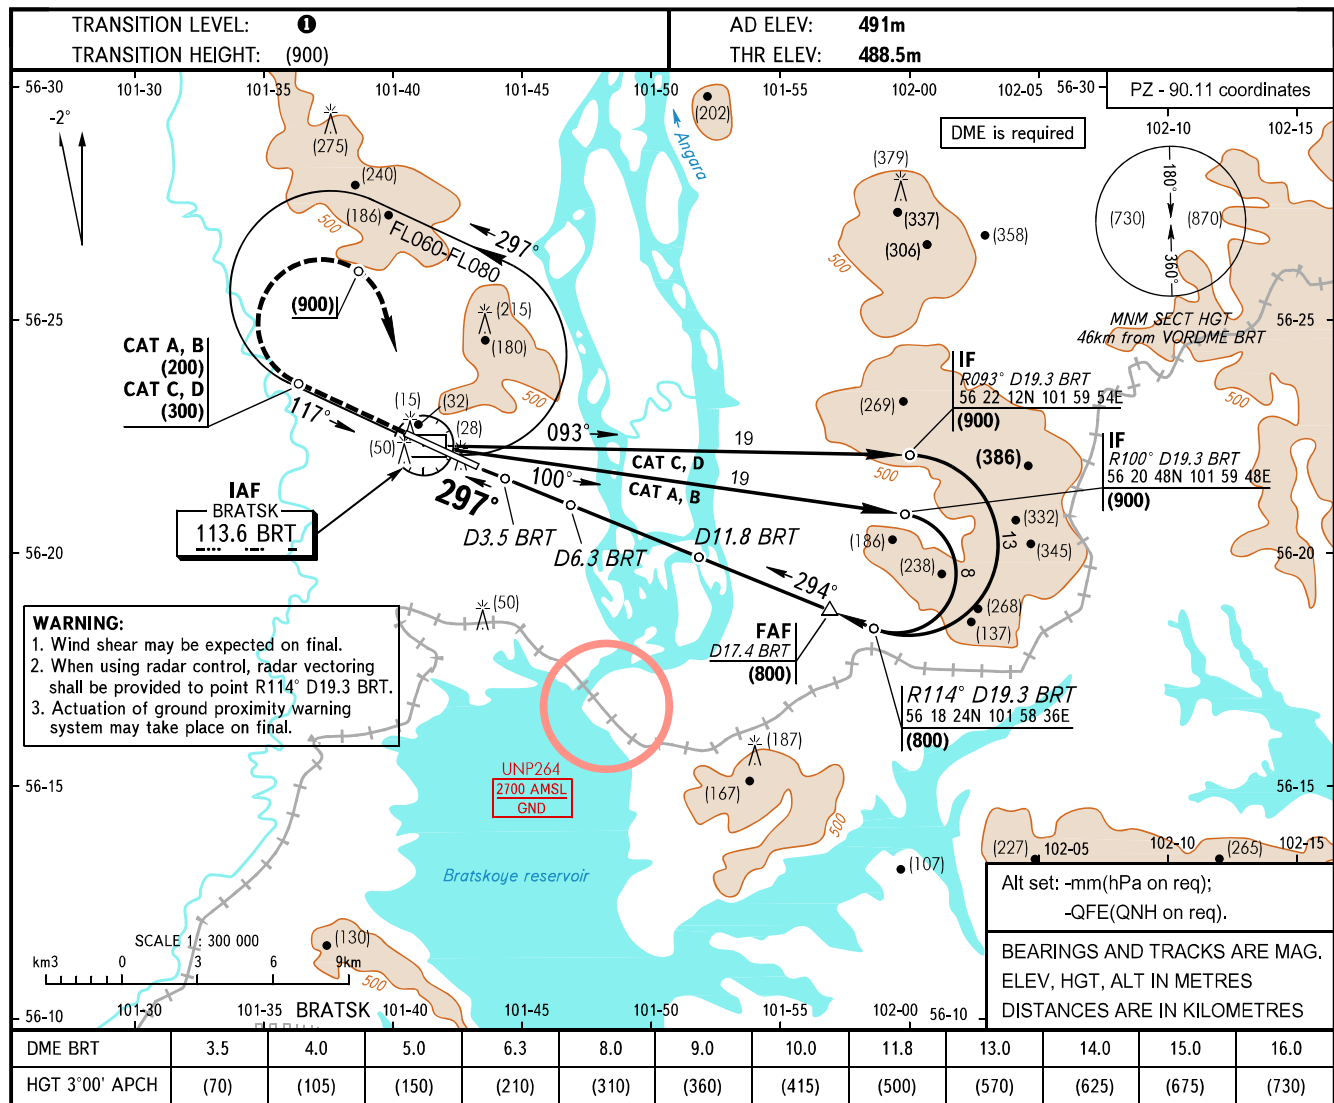 TRANSITION LEVEL: ❶
TRANSITION HEIGHT: (900)
AD ELEV: 491m
THR ELEV: 488.5m
56-30
101-30
101-35
101-40
101-45
101-50
101-55
102-00
102-05
56-30
PZ - 90.11 coordinates
102-10
102-15
-2°
(275)
(240)
(186)
500
FL060-FL080
297°
(900)
(202)
Angara
DME is required
(379)
(337)
(306)
(358)
500
180°
(730)
(870)
360°
MNM SECT HGT
46km from VORDME BRT
500
56-25
56-25
CAT A, B
(200)
CAT C, D
(300)
117°
(215)
(180)
500
(15)
(32)
(28)
(50)
093°
19
CAT C, D
100°
19
CAT A, B
297°
IAF
BRATSK
113.6 BRT
D3.5 BRT
D6.3 BRT
D11.8 BRT
(269)
500
IF
R093° D19.3 BRT
56 22 12N 101 59 54E
(900)
(386)
IF
R100° D19.3 BRT
56 20 48N 101 59 48E
(900)
(332)
(345)
(186)
(238)
13
8
(268)
(137)
56-20
56-20
294°
FAF
D17.4 BRT
(800)
R114° D19.3 BRT
56 18 24N 101 58 36E
(800)
(50)
WARNING:
1. Wind shear may be expected on final.
2. When using radar control, radar vectoring
shall be provided to point R114° D19.3 BRT.
3. Actuation of ground proximity warning
system may take place on final.
UNP264
2700 AMSL
GND
(187)
(167)
500
56-15
56-15
Bratskoye reservoir
(107)
(227)
102-05
102-10
(265)
102-15
Alt set: -mm(hPa on req);
-QFE(QNH on req).
BEARINGS AND TRACKS ARE MAG.
ELEV, HGT, ALT IN METRES
DISTANCES ARE IN KILOMETRES
SCALE 1 : 300 000
km3 0 3 6 9km
(130)
500
56-10
101-30
101-35
BRATSK
101-40
101-45
101-50
101-55
102-00
56-10
DME BRT 3.5 4.0 5.0 6.3 8.0 9.0 10.0 11.8 13.0 14.0 15.0 16.0
HGT 3°00' APCH (70) (105) (150) (210) (310) (360) (415) (500) (570) (625) (675) (730)